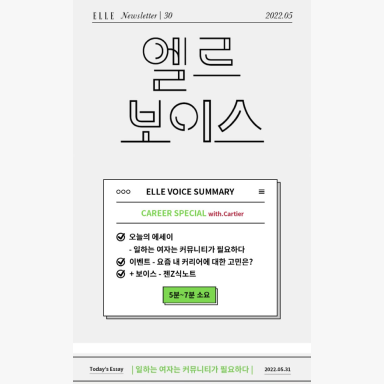 ELLE Newsletter | 30 2022.05
엘르
보이스
ELLE VOICE SUMMARY
CAREER SPECIAL with.Cartier
오늘의 에세이
- 일하는 여자는 커뮤니티가 필요하다
이벤트 - 요즘 내 커리어에 대한 고민은?
+ 보이스 - 젠Z식노트
5분~7분 소요
Today's Essay | 일하는 여자는 커뮤니티가 필요하다 | 2022.05.31